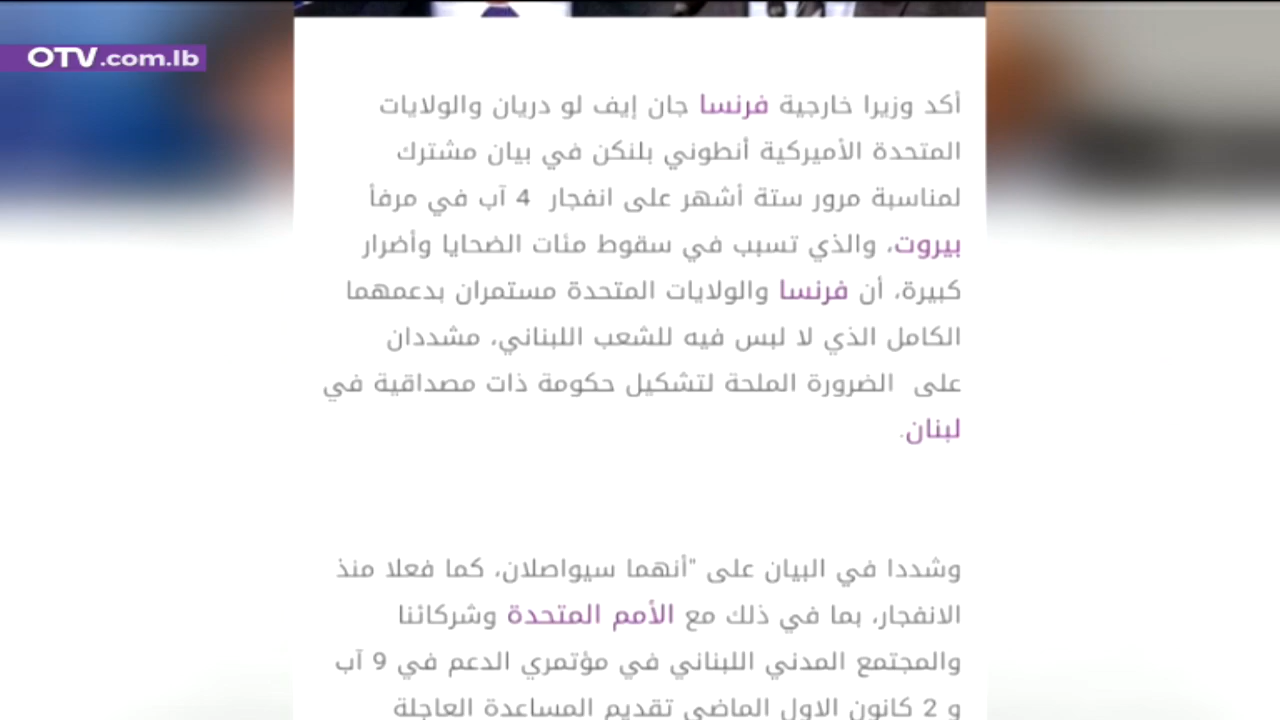 OTV.com.lb
أكد وزيرا خارجية فرنسا جان إيف لو دريان والولايات
المتحدة الأميركية أنطوني بلنكن في بيان مشترك
لمناسبة مرور ستة أشهر على انفجار 4 آب في مرفأ
بيروت، والذي تسبب في سقوط مئات الضحايا وأضرار
كبيرة، أن فرنسا والولايات المتحدة مستمران بدعمهما
الكامل الذي لا لبس فيه للشعب اللبناني، مشددان
على الضرورة الملحة لتشكيل حكومة ذات مصداقية في
لبنان.
وشددا في البيان على "أنهما سيواصلان، كما فعلا منذ
الانفجار، بما في ذلك مع الأمم المتحدة وشركائنا
والمجتمع المدني اللبناني في مؤتمري الدعم في 9 آب
و 2 كانون الاول الماضي تقديم المساعدة العاجلة